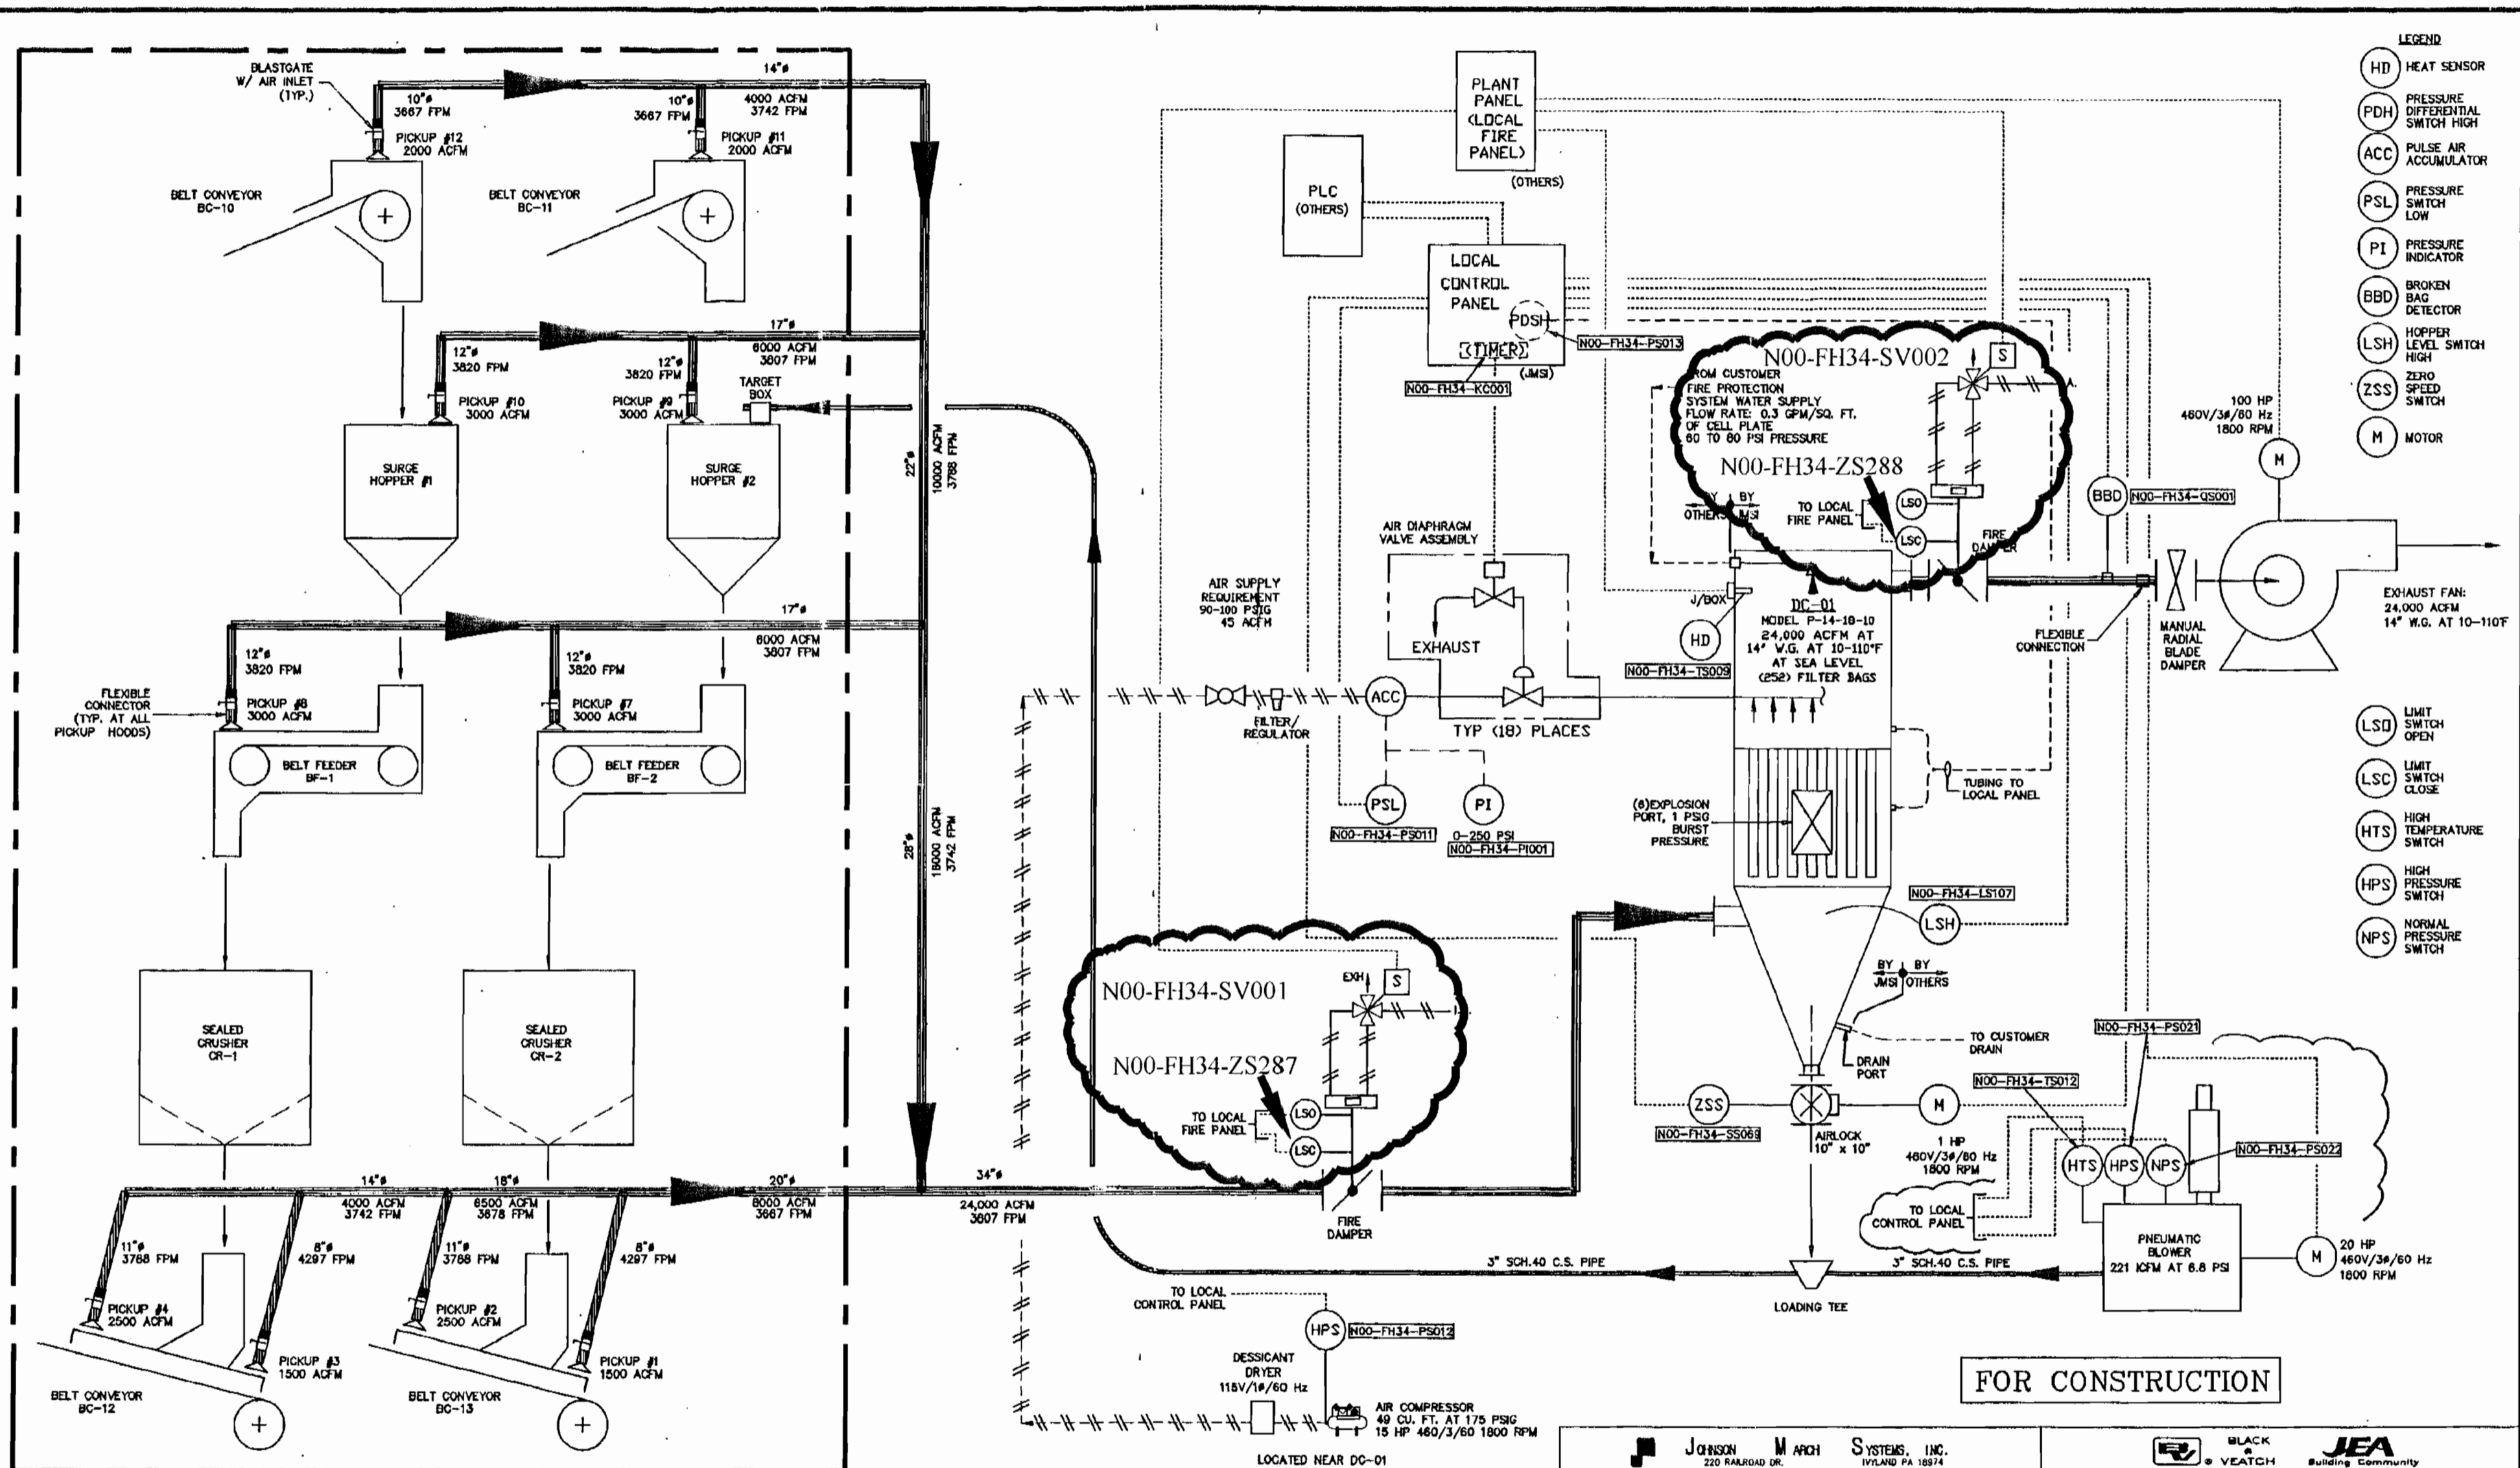 BLASTGATE
W/ AIR INLET
(TYP.)
14"ø
4000 ACFM
3742 FPM
10"ø
3667 FPM
10"ø
3667 FPM
PICKUP #12
2000 ACFM
PICKUP #11
2000 ACFM
BELT CONVEYOR
BC-10
BELT CONVEYOR
BC-11
17"ø
6000 ACFM
3807 FPM
12"ø
3820 FPM
12"ø
3820 FPM
TARGET
BOX
PICKUP #10
3000 ACFM
PICKUP #9
3000 ACFM
SURGE
HOPPER #1
SURGE
HOPPER #2
22"ø
10000 ACFM
3788 FPM
17"ø
6000 ACFM
3807 FPM
12"ø
3820 FPM
12"ø
3820 FPM
FLEXIBLE
CONNECTOR
(TYP. AT ALL
PICKUP HOODS)
PICKUP #8
3000 ACFM
PICKUP #7
3000 ACFM
BELT FEEDER
BF-1
BELT FEEDER
BF-2
28"ø
16000 ACFM
3742 FPM
SEALED
CRUSHER
CR-1
SEALED
CRUSHER
CR-2
14"ø
4000 ACFM
3742 FPM
18"ø
6500 ACFM
3678 FPM
20"ø
8000 ACFM
3667 FPM
34"ø
24,000 ACFM
3807 FPM
11"ø
3788 FPM
8"ø
4297 FPM
11"ø
3788 FPM
8"ø
4297 FPM
PICKUP #4
2500 ACFM
PICKUP #3
1500 ACFM
PICKUP #2
2500 ACFM
PICKUP #1
1500 ACFM
BELT CONVEYOR
BC-12
BELT CONVEYOR
BC-13
PLANT
PANEL
(LOCAL
FIRE
PANEL)
(OTHERS)
PLC
(OTHERS)
LOCAL
CONTROL
PANEL
PDSH
(TIMER)
(JMSI)
N00-FH34-PS013
N00-FH34-KC001
N00-FH34-SV002
S
FROM CUSTOMER
FIRE PROTECTION
SYSTEM WATER SUPPLY
FLOW RATE: 0.3 GPM/SQ. FT.
OF CELL PLATE
60 TO 80 PSI PRESSURE
N00-FH34-ZS288
BY BY
OTHERS JMSI
TO LOCAL
FIRE PANEL
LSO
LSC
FIRE
DAMPER
BBD
N00-FH34-QS001
100 HP
460V/3ø/60 Hz
1800 RPM
M
EXHAUST FAN:
24,000 ACFM
14" W.G. AT 10-110°F
FLEXIBLE
CONNECTION
MANUAL
RADIAL
BLADE
DAMPER
AIR DIAPHRAGM
VALVE ASSEMBLY
AIR SUPPLY
REQUIREMENT
90-100 PSIG
45 ACFM
EXHAUST
J/BOX
HD
N00-FH34-TS009
DC-01
MODEL P-14-18-10
24,000 ACFM AT
14" W.G. AT 10-110°F
AT SEA LEVEL
(252) FILTER BAGS
FILTER/
REGULATOR
ACC
TYP (18) PLACES
PSL
N00-FH34-PS011
PI
0-250 PSI
N00-FH34-PI001
(6)EXPLOSION
PORT, 1 PSIG
BURST
PRESSURE
TUBING TO
LOCAL PANEL
N00-FH34-LS107
LSH
BY BY
JMSI OTHERS
TO CUSTOMER
DRAIN
DRAIN
PORT
N00-FH34-SV001
EXH
S
N00-FH34-ZS287
TO LOCAL
FIRE PANEL
LSO
LSC
FIRE
DAMPER
ZSS
N00-FH34-SS069
AIRLOCK
10" x 10"
M
1 HP
460V/3ø/60 Hz
1800 RPM
N00-FH34-TS012
N00-FH34-PS021
N00-FH34-PS022
HTS
HPS
NPS
TO LOCAL
CONTROL PANEL
PNEUMATIC
BLOWER
221 ICFM AT 6.8 PSI
M
20 HP
460V/3ø/60 Hz
1800 RPM
3" SCH.40 C.S. PIPE
3" SCH.40 C.S. PIPE
LOADING TEE
TO LOCAL
CONTROL PANEL
HPS
N00-FH34-PS012
DESSICANT
DRYER
115V/1ø/60 Hz
AIR COMPRESSOR
49 CU. FT. AT 175 PSIG
15 HP 460/3/60 1800 RPM
LOCATED NEAR DC-01
LEGEND
HD HEAT SENSOR
PDH PRESSURE
DIFFERENTIAL
SWITCH HIGH
ACC PULSE AIR
ACCUMULATOR
PSL PRESSURE
SWITCH
LOW
PI PRESSURE
INDICATOR
BBD BROKEN
BAG
DETECTOR
LSH HOPPER
LEVEL SWITCH
HIGH
ZSS ZERO
SPEED
SWITCH
M MOTOR
LSO LIMIT
SWITCH
OPEN
LSC LIMIT
SWITCH
CLOSE
HTS HIGH
TEMPERATURE
SWITCH
HPS HIGH
PRESSURE
SWITCH
NPS NORMAL
PRESSURE
SWITCH
FOR CONSTRUCTION
JOHNSON MARCH SYSTEMS, INC.
220 RAILROAD DR. IVYLAND PA 18974
BLACK
&
VEATCH
JEA
Building Community